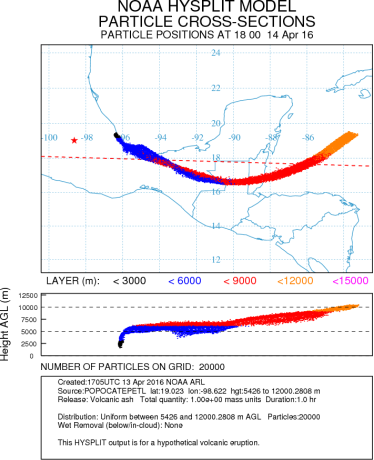 NOAA HYSPLIT MODEL
PARTICLE CROSS-SECTIONS
PARTICLE POSITIONS AT 18 00 14 Apr 16
24
22
20
-100 -98 -94 -92 -90 -88 -86
18
16
14
12
LAYER (m): < 3000 < 6000 < 9000 <12000 <15000
Height AGL (m)
12500
10000
7500
5000
2500
0
NUMBER OF PARTICLES ON GRID: 20000
Created:1705UTC 13 Apr 2016 NOAA ARL
Source:POPOCATEPETL lat:19.023 lon:-98.622 hgt:5426 to 12000.2808 m
Release: Volcanic ash Total quantity: 1.00e+00 mass units Duration:1.0 hr
Distribution: Uniform between 5426 and 12000.2808 m AGL Particles:20000
Wet Removal (below/in-cloud): None
This HYSPLIT output is for a hypothetical volcanic eruption.